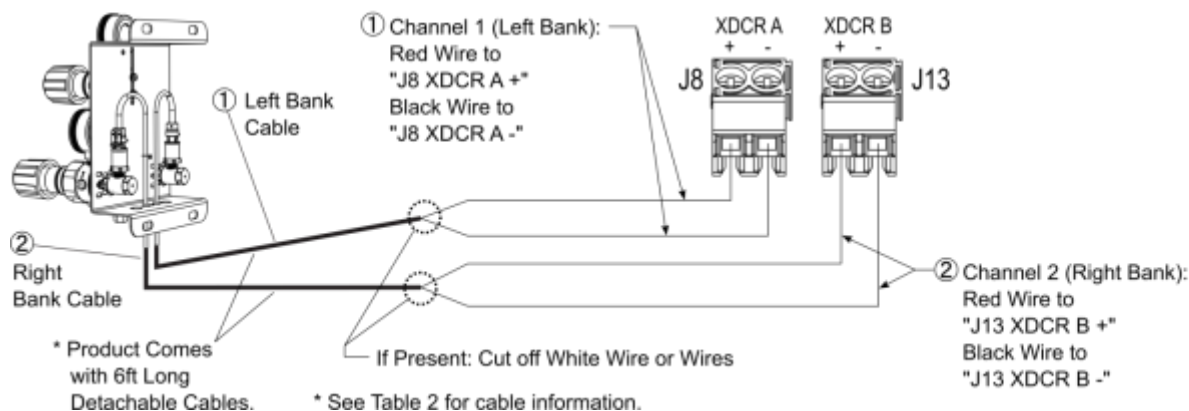 ① Channel 1 (Left Bank):
Red Wire to
"J8 XDCR A +"
Black Wire to
"J8 XDCR A -"
XDCR A
+ -
J8
XDCR B
+ -
J13
① Left Bank
Cable
②
Right
Bank Cable
② Channel 2 (Right Bank):
Red Wire to
"J13 XDCR B +"
Black Wire to
"J13 XDCR B -"
* Product Comes
with 6ft Long
Detachable Cables.
If Present: Cut off White Wire or Wires
* See Table 2 for cable information.